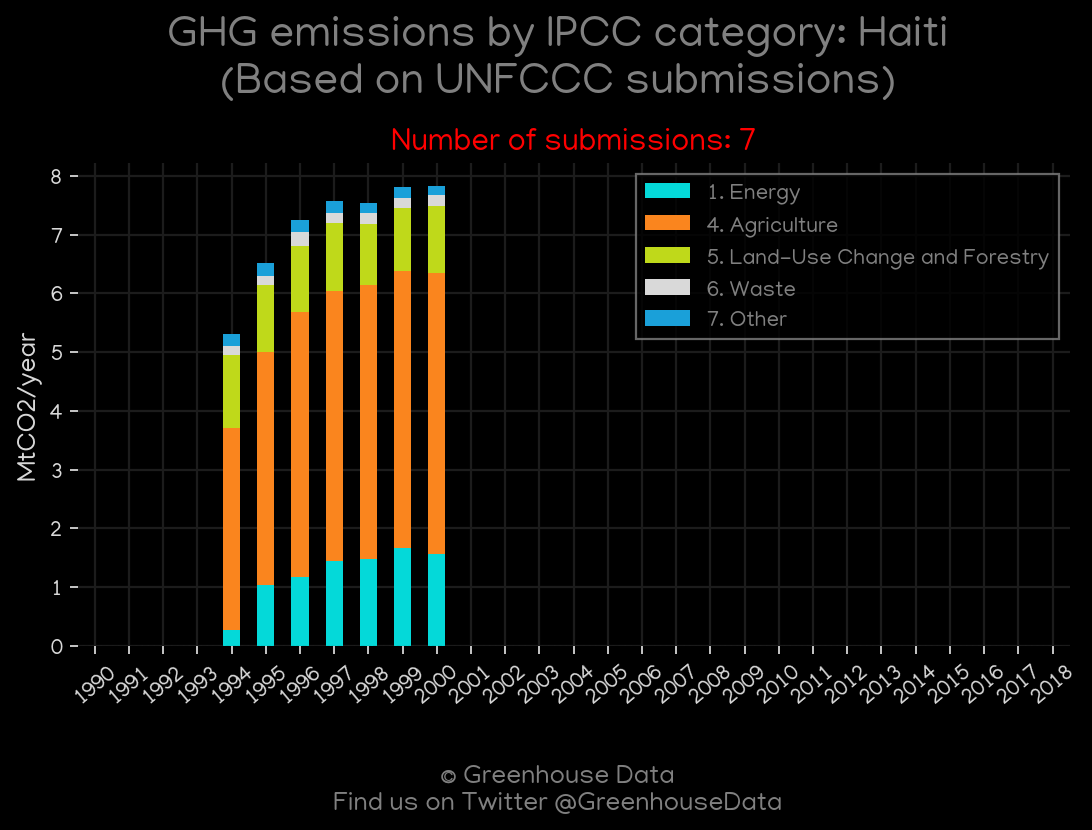 GHG emissions by IPCC category: Haiti
(Based on UNFCCC submissions)
Number of submissions: 7
8
7
6
5
4
3
2
1
0
MtCO2/year
1. Energy
4. Agriculture
5. Land-Use Change and Forestry
6. Waste
7. Other
1990 1991 1992 1993 1994 1995 1996 1997 1998 1999 2000 2001 2002 2003 2004 2005 2006 2007 2008 2009 2010 2011 2012 2013 2014 2015 2016 2017 2018
© Greenhouse Data
Find us on Twitter @GreenhouseData